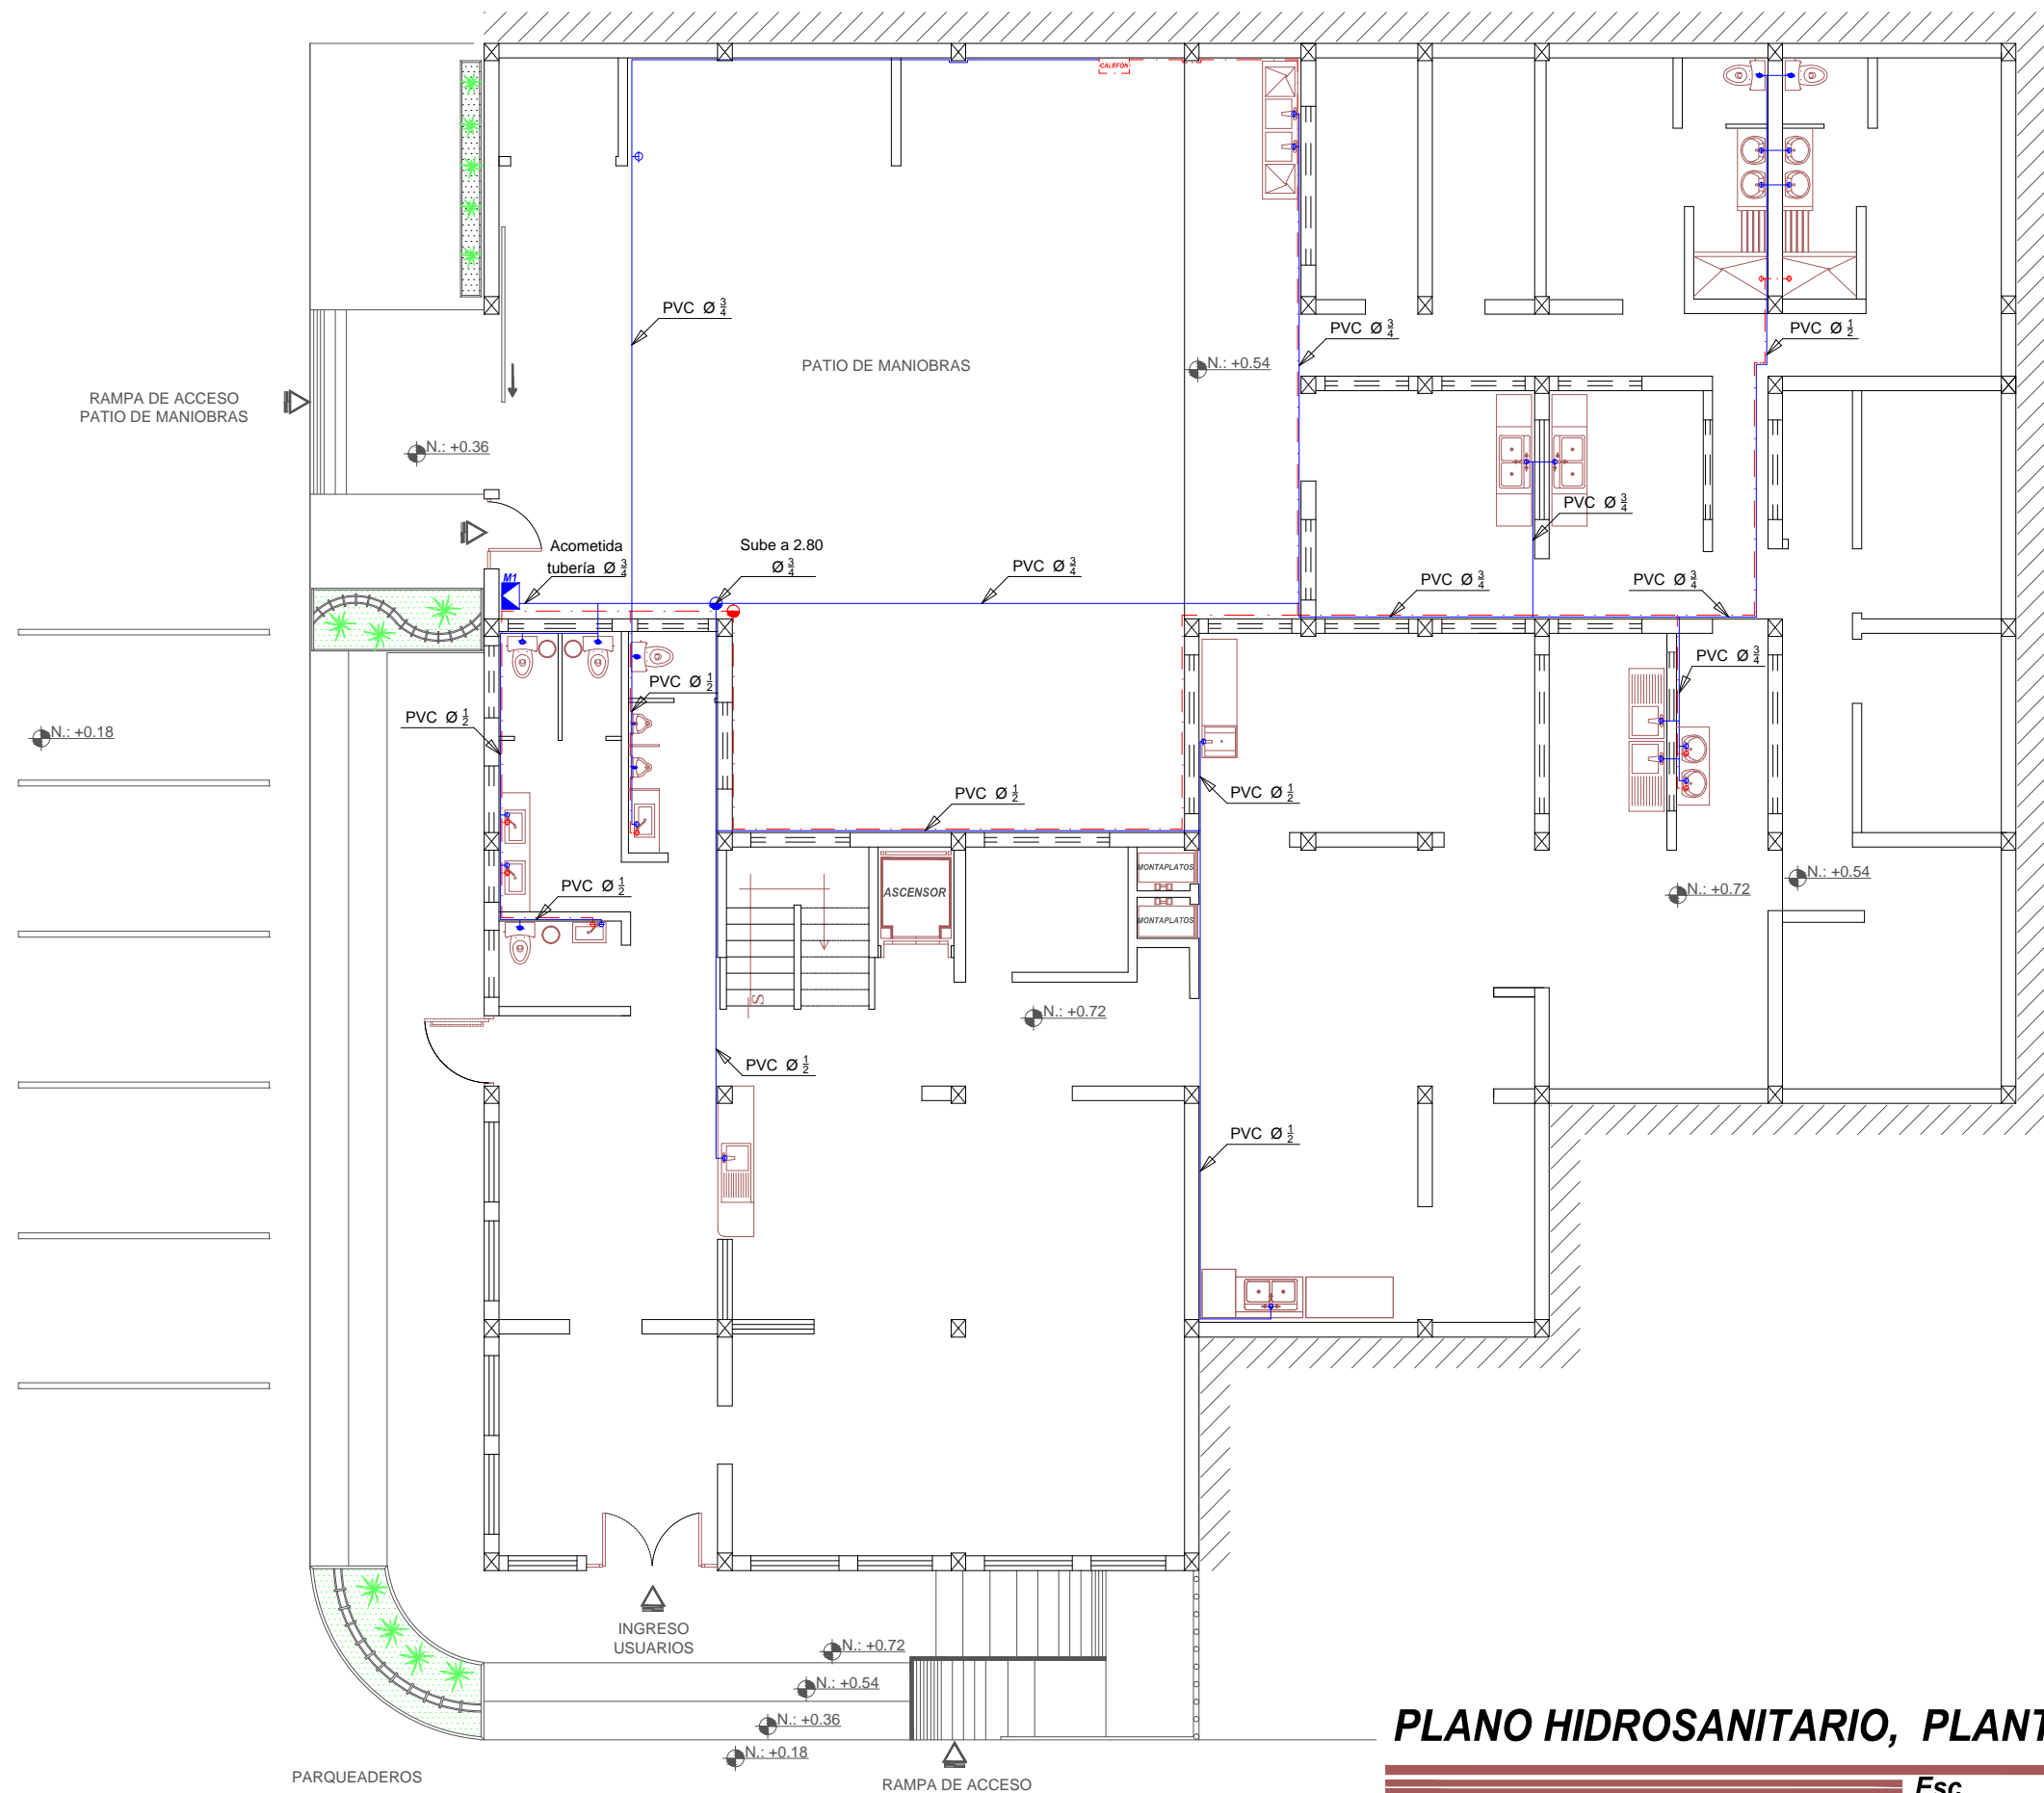 CALEFON
PVC Ø 3/4
PVC Ø 3/4
PVC Ø 1/2
PATIO DE MANIOBRAS
N.: +0.54
RAMPA DE ACCESO
PATIO DE MANIOBRAS
N.: +0.36
PVC Ø 3/4
Acometida
tubería Ø 3/4
Sube a 2.80
Ø 3/4
PVC Ø 3/4
M1
PVC Ø 3/4
PVC Ø 3/4
PVC Ø 3/4
PVC Ø 1/2
PVC Ø 1/2
N.: +0.18
PVC Ø 1/2
PVC Ø 1/2
MONTAPLATOS
N.: +0.54
PVC Ø 1/2
ASCENSOR
N.: +0.72
MONTAPLATOS
S
N.: +0.72
PVC Ø 1/2
PVC Ø 1/2
INGRESO
USUARIOS
N.: +0.72
N.: +0.54
N.: +0.36
PLANO HIDROSANITARIO, PLANT
N.: +0.18
PARQUEADEROS
RAMPA DE ACCESO
Esc